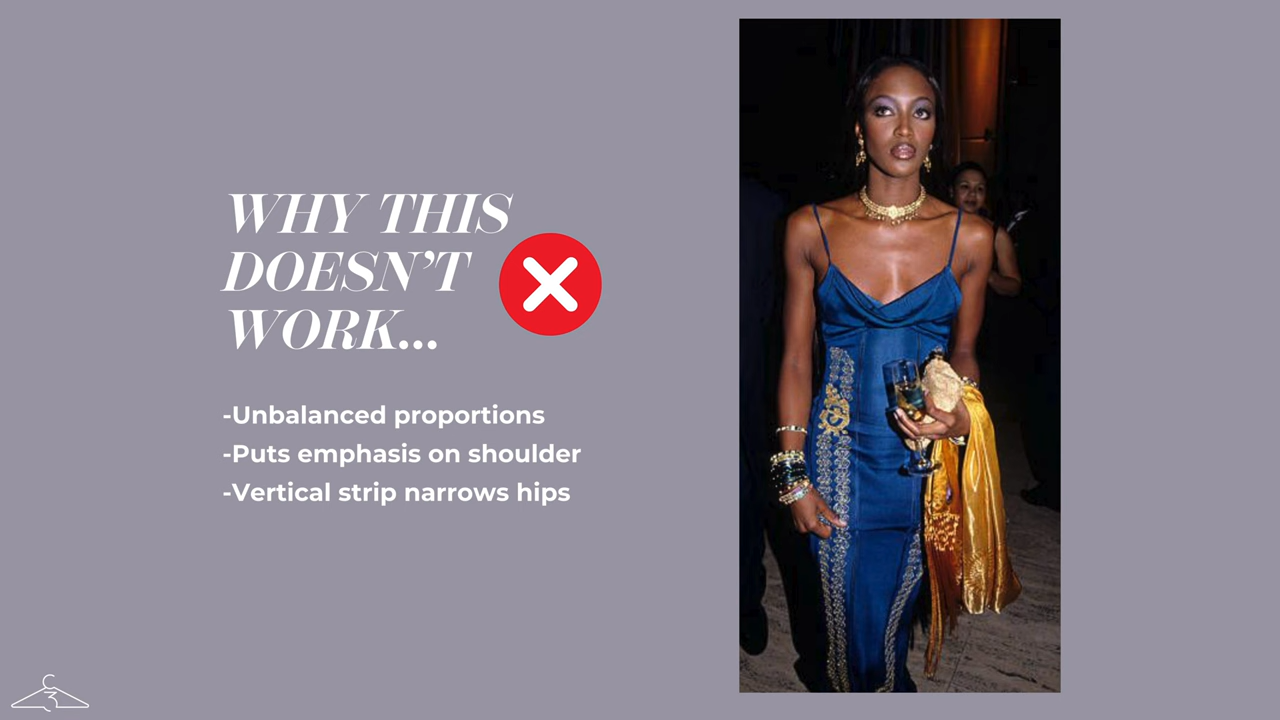 WHY THIS
DOESN'T
WORK...
-Unbalanced proportions
-Puts emphasis on shoulder
-Vertical strip narrows hips